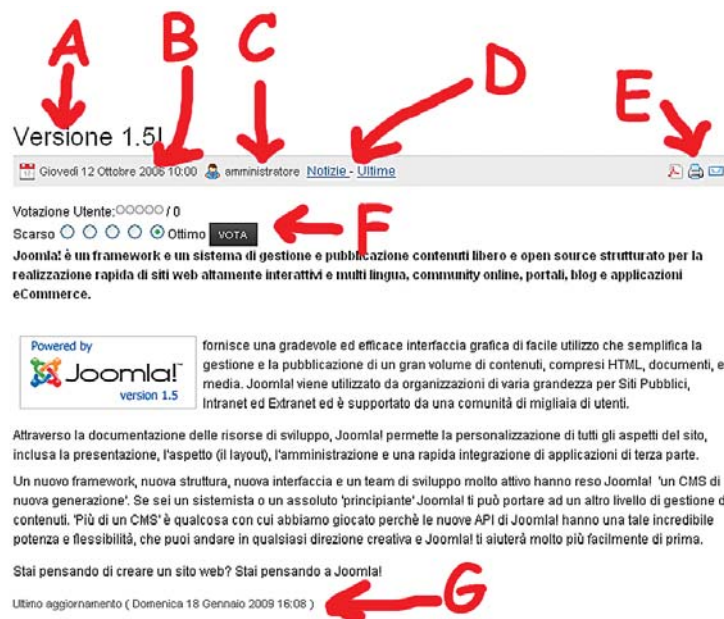 A B C D E
Versione 1.5!
Giovedì 12 Ottobre 2006 10:00 amministratore Notizie - Ultime
Votazione Utente: / 0
Scarso Ottimo VOTA F
Joomla! è un framework e un sistema di gestione e pubblicazione contenuti libero e open source strutturato per la
realizzazione rapida di siti web altamente interattivi e multi lingua, community online, portali, blog e applicazioni
eCommerce.
Powered by
Joomla!
version 1.5
fornisce una gradevole ed efficace interfaccia grafica di facile utilizzo che semplifica la
gestione e la pubblicazione di un gran volume di contenuti, compresi HTML, documenti, e
media. Joomla! viene utilizzato da organizzazioni di varia grandezza per Siti Pubblici,
Intranet ed Extranet ed è supportato da una comunità di migliaia di utenti.
Attraverso la documentazione delle risorse di sviluppo, Joomla! permette la personalizzazione di tutti gli aspetti del sito,
inclusa la presentazione, l'aspetto (il layout), l'amministrazione e una rapida integrazione di applicazioni di terza parte.
Un nuovo framework, nuova struttura, nuova interfaccia e un team di sviluppo molto attivo hanno reso Joomla! 'un CMS di
nuova generazione'. Se sei un sistemista o un assoluto 'principiante' Joomla! ti può portare ad un altro livello di gestione d
contenuti. 'Più di un CMS' è qualcosa con cui abbiamo giocato perchè le nuove API di Joomla! hanno una tale incredibile
potenza e flessibilità, che puoi andare in qualsiasi direzione creativa e Joomla! ti aiuterà molto più facilmente di prima.
Stai pensando di creare un sito web? Stai pensando a Joomla!
Ultimo aggiornamento ( Domenica 18 Gennaio 2009 16:08 ) G